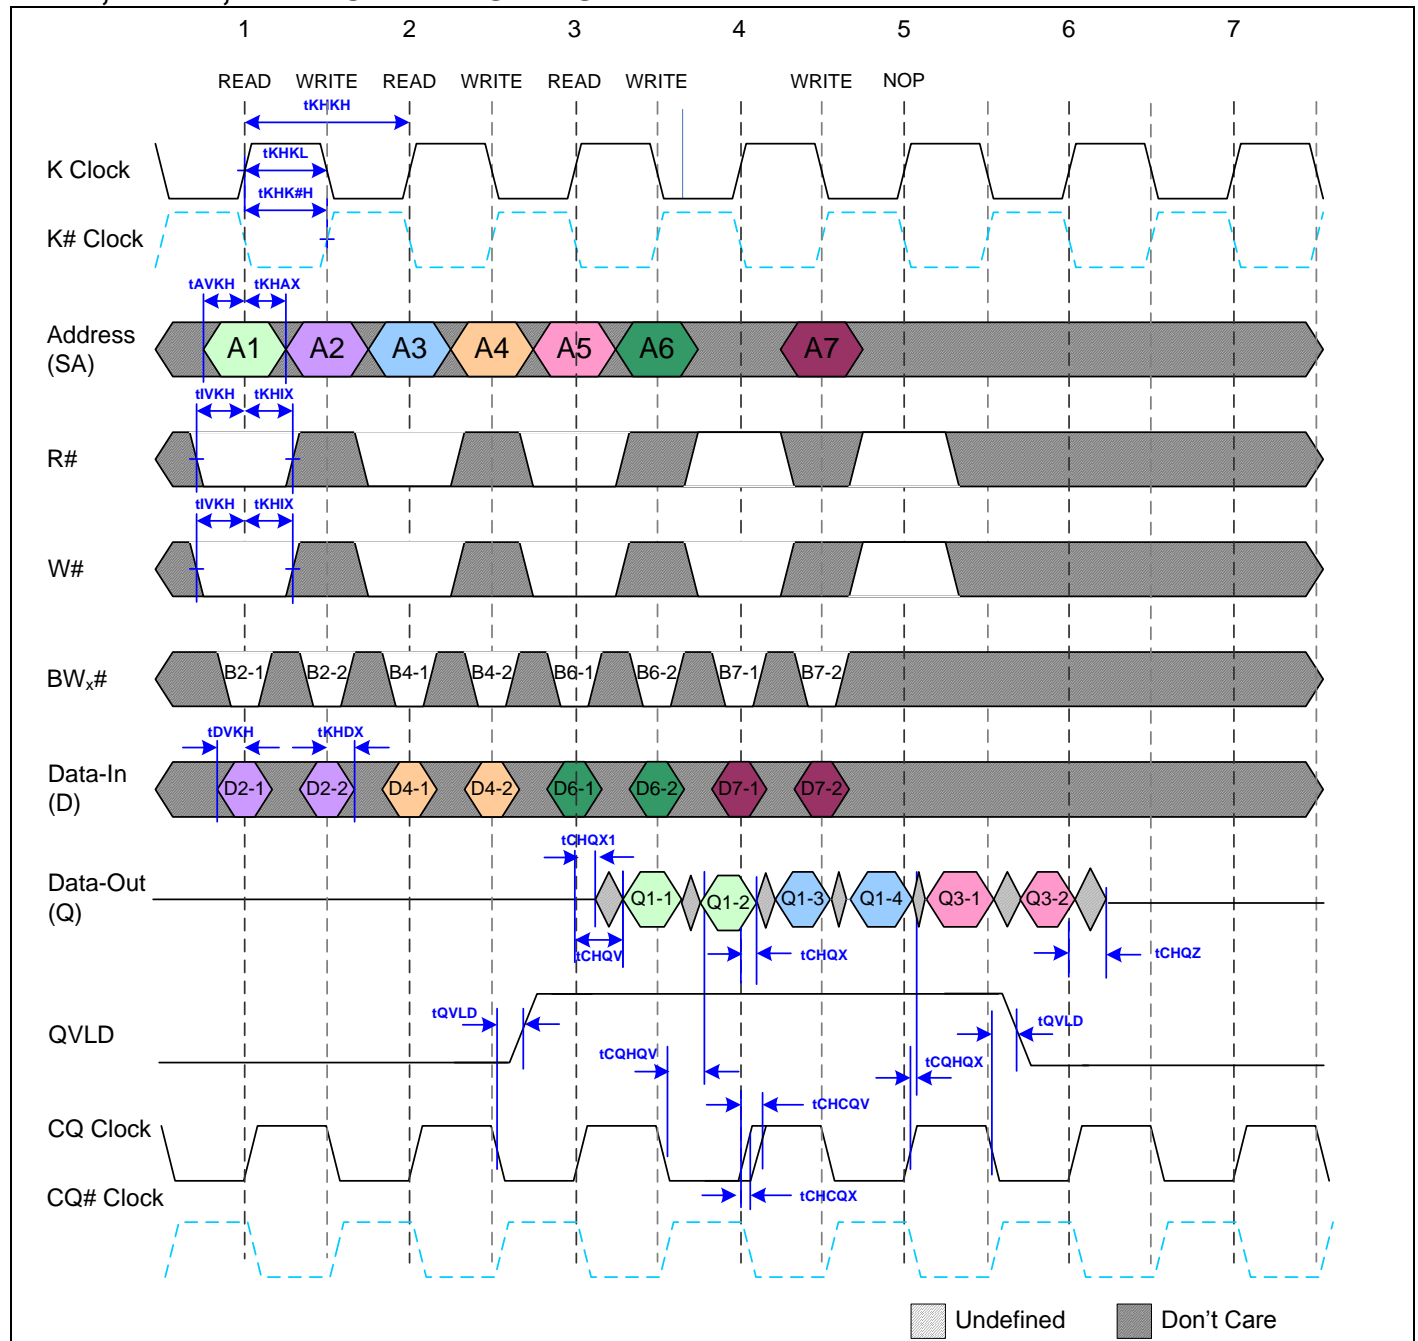 1 2 3 4 5 6 7
READ WRITE READ WRITE READ WRITE WRITE NOP
tKHKH
K Clock
tKHKL
tKHK#H
K# Clock
tAVKH tKHAX
Address
(SA)
A1 A2 A3 A4 A5 A6 A7
tIVKH tKHIX
R#
tIVKH tKHIX
W#
BWx#
B2-1 B2-2 B4-1 B4-2 B6-1 B6-2 B7-1 B7-2
tDVKH tKHDX
Data-In
(D)
D2-1 D2-2 D4-1 D4-2 D6-1 D6-2 D7-1 D7-2
tCHQX1
Data-Out
(Q)
Q1-1 Q1-2 Q1-3 Q1-4 Q3-1 Q3-2
tCHQV tCHQX tCHQZ
tQVLD tQVLD
QVLD
tCQHQV tCQHQX
tCHCQV
CQ Clock
tCHCQX
CQ# Clock
Undefined Don't Care